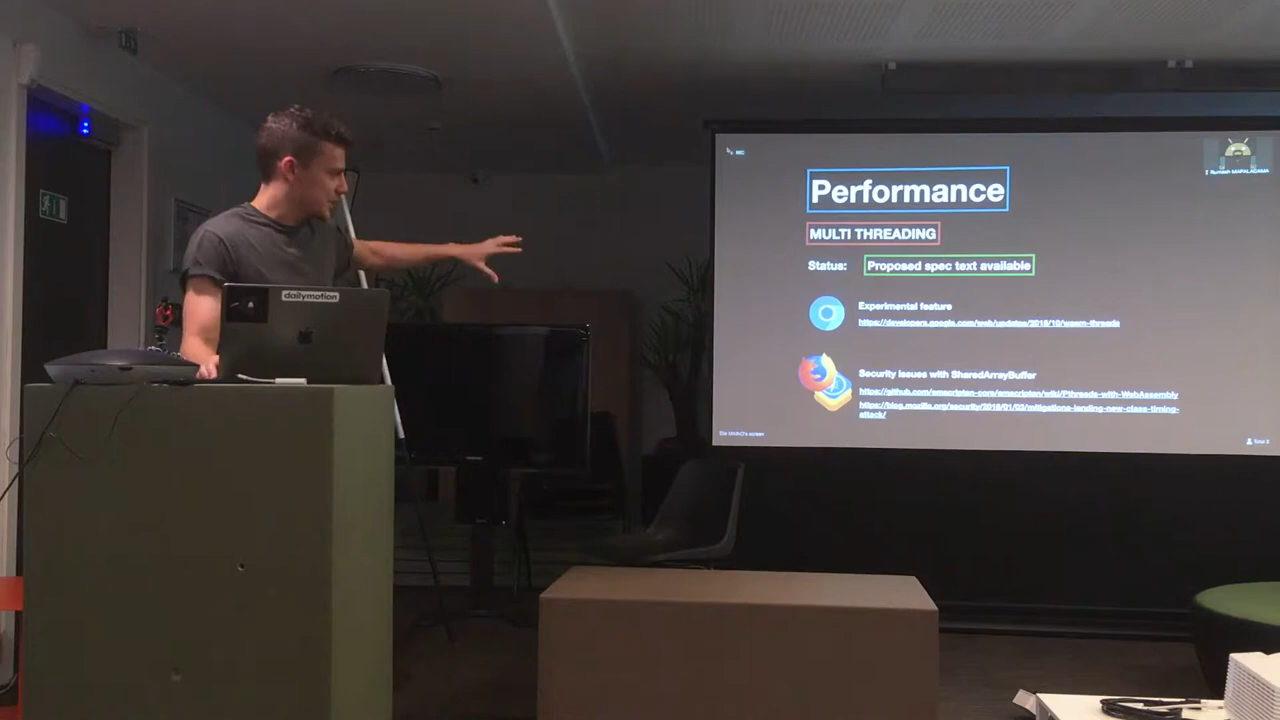 dailymotion
REC
Performance
MULTI THREADING
Status: Proposed spec text available
Experimental feature
https://developers.google.com/web/updates/2018/10/wasm-threads
Security issues with SharedArrayBuffer
https://github.com/emscripten-core/emscripten/wiki/Pthreads-with-WebAssembly
https://blog.mozilla.org/security/2018/01/03/mitigations-landing-new-class-timing-
attack/
screen